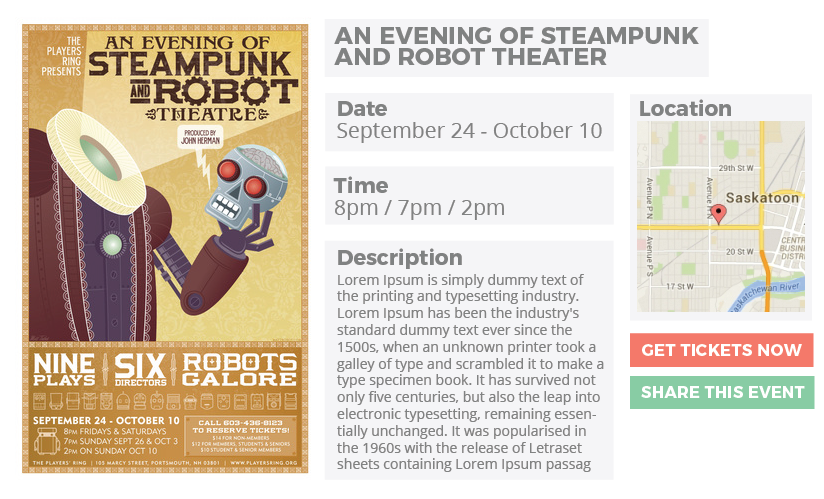 THE
PLAYERS'
RING
PRESENTS
AN EVENING OF
STEAMPUNK
AND ROBOT
THEATRE
PRODUCED BY
JOHN HERMAN
NINE
PLAYS
SIX
DIRECTORS
ROBOTS
GALORE
SEPTEMBER 24 - OCTOBER 10
8PM FRIDAYS & SATURDAYS
7PM SUNDAY SEPT 26 & OCT 3
2PM ON SUNDAY OCT 10
CALL 603-436-8123
TO RESERVE TICKETS!
$14 FOR NON-MEMBERS
$12 FOR MEMBERS, STUDENTS & SENIORS
$10 STUDENT & SENIOR MEMBERS
THE PLAYERS' RING | 105 MARCY STREET, PORTSMOUTH, NH 03801 | WWW.PLAYERSRING.ORG
AN EVENING OF STEAMPUNK
AND ROBOT THEATER
Date
September 24 - October 10
Time
8pm / 7pm / 2pm
Description
Lorem Ipsum is simply dummy text of
the printing and typesetting industry.
Lorem Ipsum has been the industry's
standard dummy text ever since the
1500s, when an unknown printer took a
galley of type and scrambled it to make a
type specimen book. It has survived not
only five centuries, but also the leap into
electronic typesetting, remaining essen-
tially unchanged. It was popularised in
the 1960s with the release of Letraset
sheets containing Lorem Ipsum passag
Location
29th St W
Avenue P N
Avenue
Saskatoon
CENTR
BUSIN
DISTRI
Avenue P S
20 St W
17 St W
askatchewan River
GET TICKETS NOW
SHARE THIS EVENT